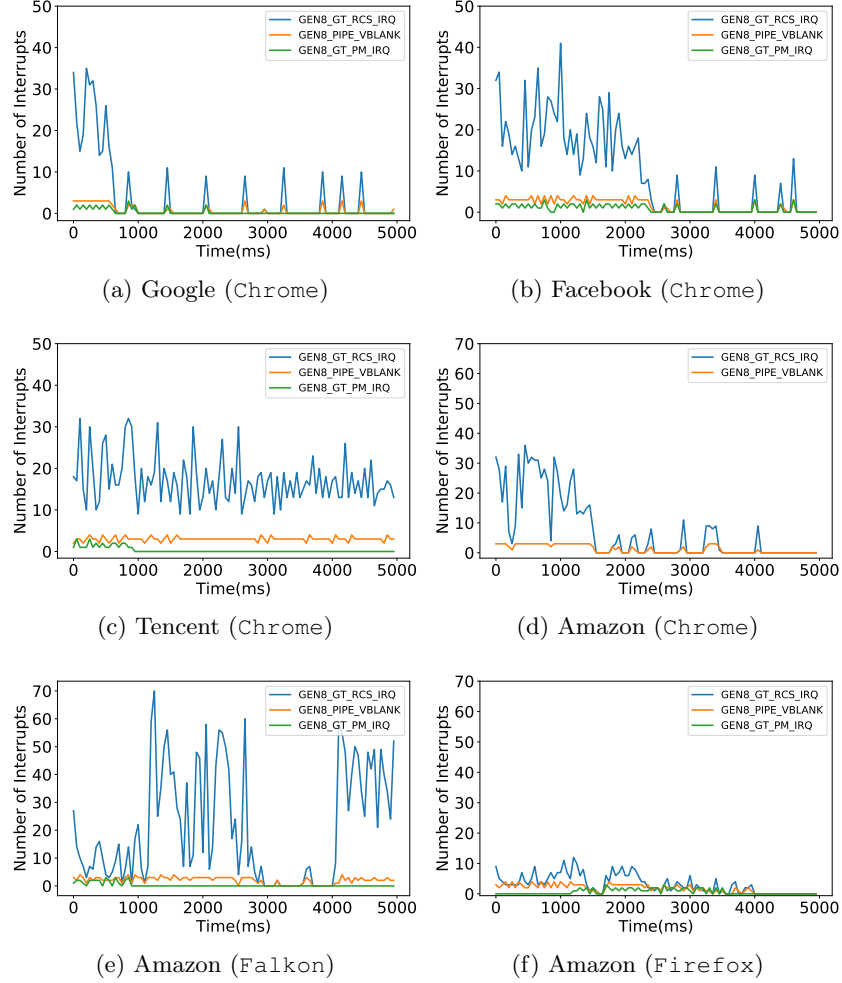 50
40
30
20
10
0
Number of Interrupts
GEN8_GT_RCS_IRQ
GEN8_PIPE_VBLANK
GEN8_GT_PM_IRQ
0 1000 2000 3000 4000 5000
Time(ms)
(a) Google (Chrome)
50
40
30
20
10
0
Number of Interrupts
GEN8_GT_RCS_IRQ
GEN8_PIPE_VBLANK
GEN8_GT_PM_IRQ
0 1000 2000 3000 4000 5000
Time(ms)
(b) Facebook (Chrome)
50
40
30
20
10
0
Number of Interrupts
GEN8_GT_RCS_IRQ
GEN8_PIPE_VBLANK
GEN8_GT_PM_IRQ
0 1000 2000 3000 4000 5000
Time(ms)
(c) Tencent (Chrome)
70
60
50
40
30
20
10
0
Number of Interrupts
GEN8_GT_RCS_IRQ
GEN8_PIPE_VBLANK
0 1000 2000 3000 4000 5000
Time(ms)
(d) Amazon (Chrome)
70
60
50
40
30
20
10
0
Number of Interrupts
GEN8_GT_RCS_IRQ
GEN8_PIPE_VBLANK
GEN8_GT_PM_IRQ
0 1000 2000 3000 4000 5000
Time(ms)
(e) Amazon (Falkon)
70
60
50
40
30
20
10
0
Number of Interrupts
GEN8_GT_RCS_IRQ
GEN8_PIPE_VBLANK
GEN8_GT_PM_IRQ
0 1000 2000 3000 4000 5000
Time(ms)
(f) Amazon (Firefox)